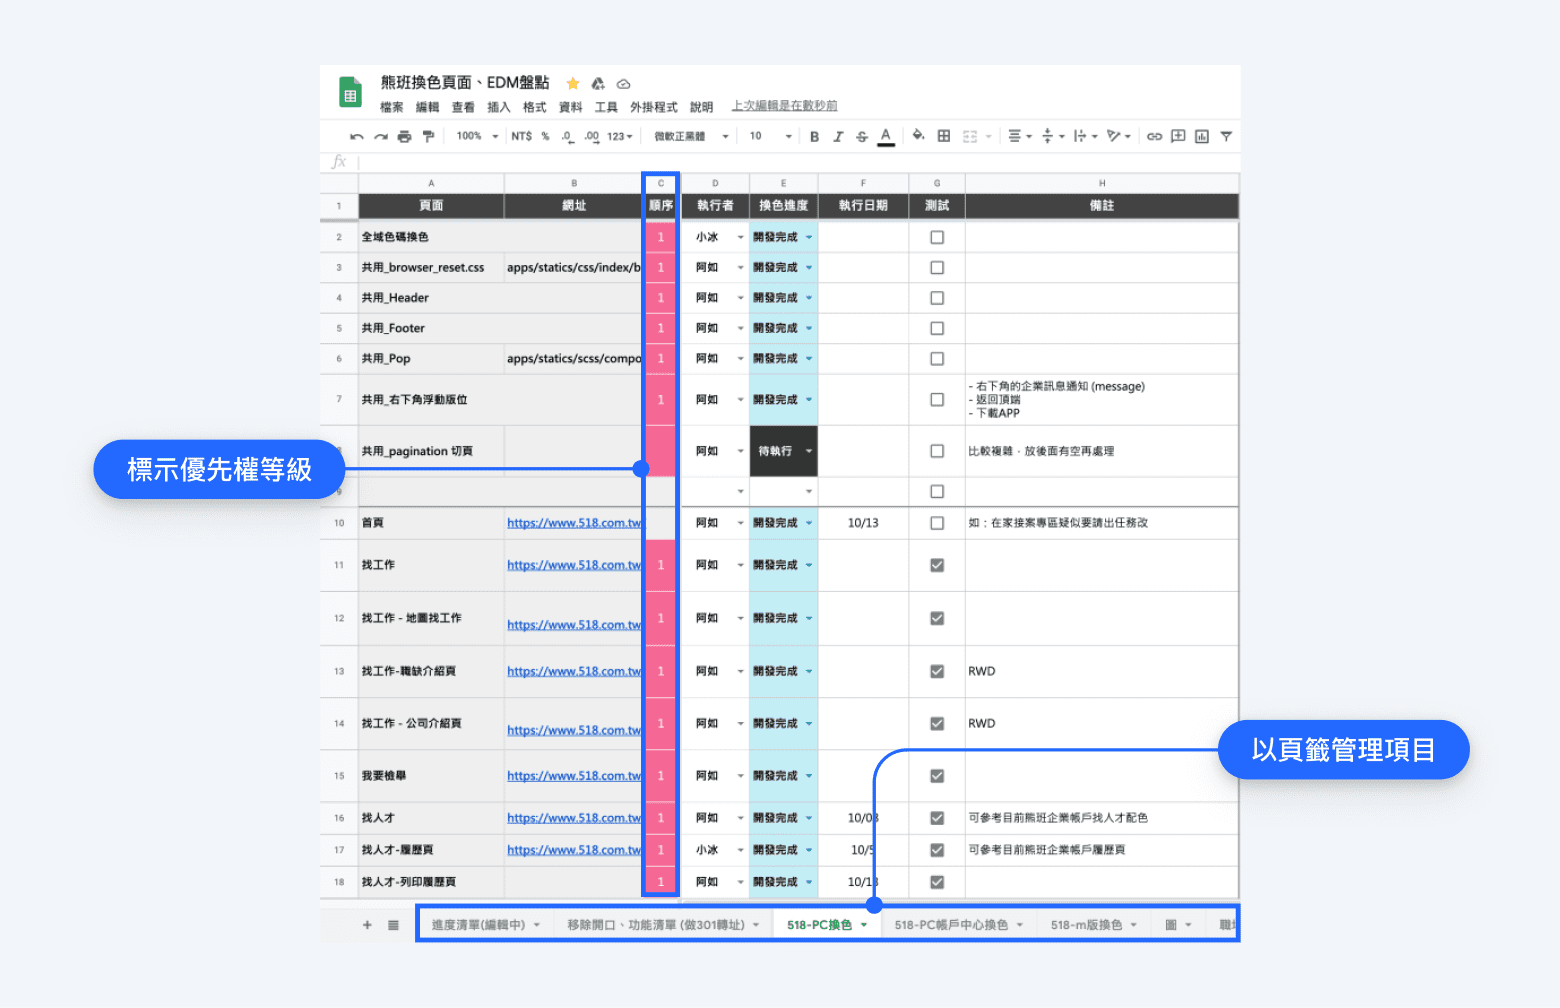 熊班換色頁面、EDM盤點
檔案 編輯 查看 插入 格式 資料 工具 外掛程式 說明 上次編輯是在數秒前
100% NT$ % .0 .00 123 微軟正黑體 10 B I S A
fx
A B C D E F G H
1 頁面 網址 順序 執行者 換色進度 執行日期 測試 備註
2 全域色碼換色 1 小冰 開發完成
3 共用_browser_reset.css apps/statics/css/index/b 1 阿如 開發完成
4 共用_Header 1 阿如 開發完成
5 共用_Footer 1 阿如 開發完成
6 共用_Pop apps/statics/scss/compo 1 阿如 開發完成
7 共用_右下角浮動版位 1 阿如 開發完成 - 右下角的企業訊息通知 (message)
- 返回頂端
- 下載APP
共用_pagination 切頁 阿如 待執行 比較複雜，放後面有空再處理
標示優先權等級
9
10 首頁 https://www.518.com.tw 阿如 開發完成 10/13 如：在家接案專區疑似要請出任務改
11 找工作 https://www.518.com.tw 1 阿如 開發完成
12 找工作 - 地圖找工作 https://www.518.com.tw 1 阿如 開發完成
13 找工作-職缺介紹頁 https://www.518.com.tw 1 阿如 開發完成 RWD
14 找工作 - 公司介紹頁 https://www.518.com.tw 1 阿如 開發完成 RWD
以頁籤管理項目
15 我要檢舉 https://www.518.com.tw 1 阿如 開發完成
16 找人才 https://www.518.com.tw 1 阿如 開發完成 10/08 可參考目前熊班企業帳戶找人才配色
17 找人才-履歷頁 https://www.518.com.tw 1 小冰 開發完成 10/5 可參考目前熊班企業帳戶履歷頁
18 找人才-列印履歷頁 1 阿如 開發完成 10/13
進度清單(編輯中) 移除開口、功能清單 (做301轉址) 518-PC換色 518-PC帳戶中心換色 518-m版換色 圖 職